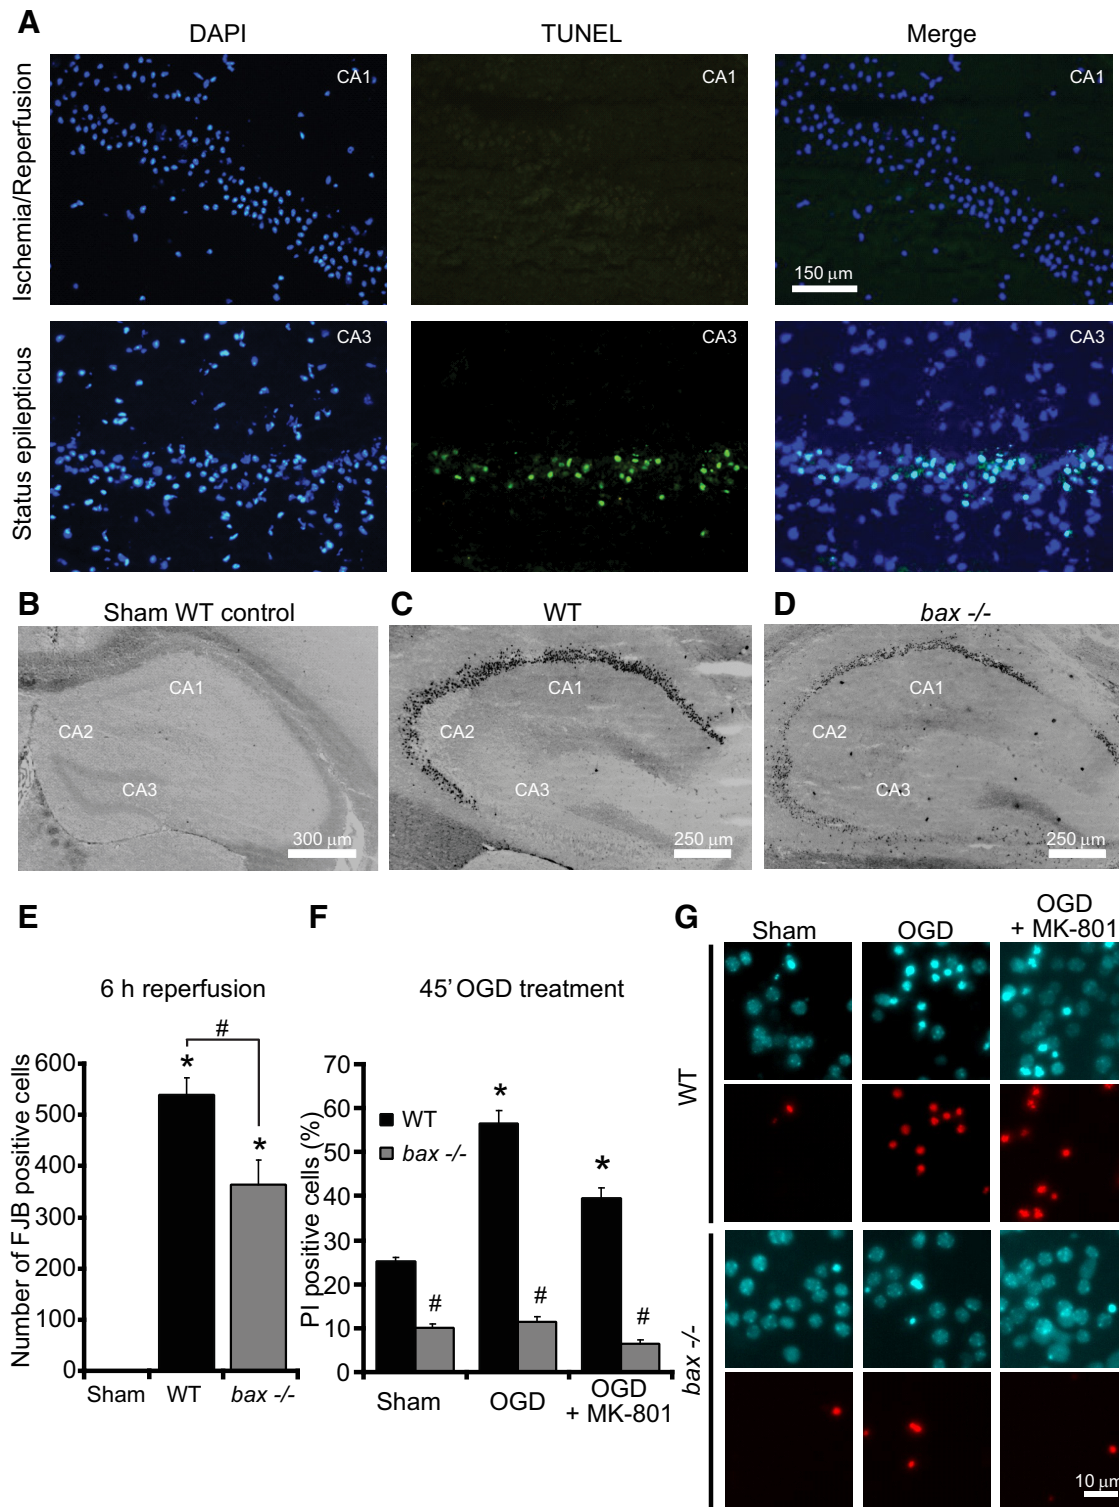 A
DAPI
TUNEL
Merge
Ischemia/Reperfusion
CA1
CA1
CA1
150 µm
Status epilepticus
CA3
CA3
CA3
B
Sham WT control
CA1
CA2
CA3
300 µm
C
WT
CA1
CA2
CA3
250 µm
D
bax -/-
CA1
CA2
CA3
250 µm
E
6 h reperfusion
Number of FJB positive cells
600
500
400
300
200
100
0
*
#
*
Sham
WT
bax -/-
F
45’ OGD treatment
PI positive cells (%)
70
60
50
40
30
20
10
0
WT
bax -/-
#
*
#
*
#
Sham
OGD
OGD
+ MK-801
G
Sham
OGD
OGD
+ MK-801
WT
bax -/-
10 µm